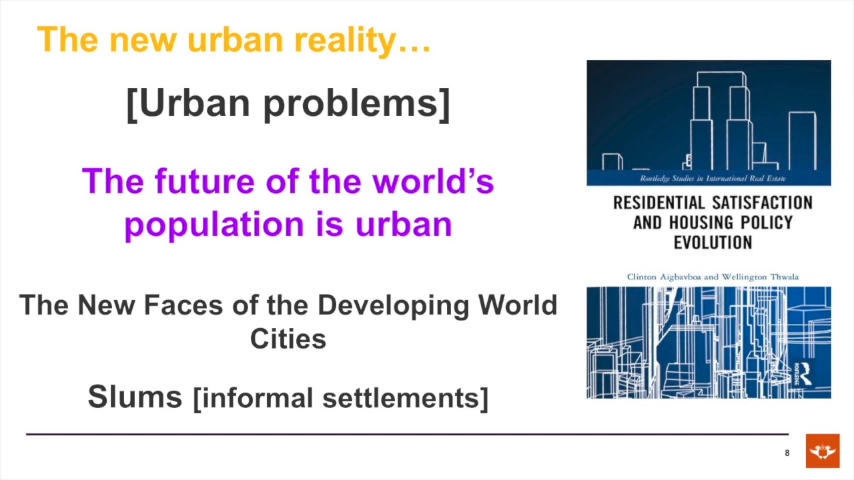 The new urban reality…
[Urban problems]
The future of the world's
population is urban
The New Faces of the Developing World
Cities
Slums [informal settlements]
Routledge Studies in International Real Estate
RESIDENTIAL SATISFACTION
AND HOUSING POLICY
EVOLUTION
Clinton Aigbavboa and Wellington Thwala
ROUTLEDGE
8